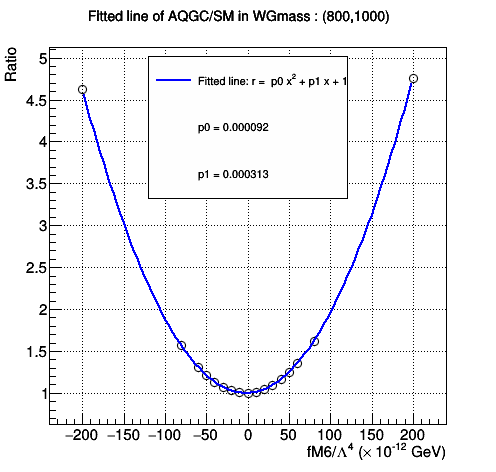 FItted line of AQGC/SM in WGmass : (800,1000)
Ratio
Fitted line: r = p0 x² + p1 x + 1
p0 = 0.000092
p1 = 0.000313
5
4.5
4
3.5
3
2.5
2
1.5
1
−200 −150 −100 −50 0 50 100 150 200
fM6/Λ⁴ (× 10⁻¹² GeV)